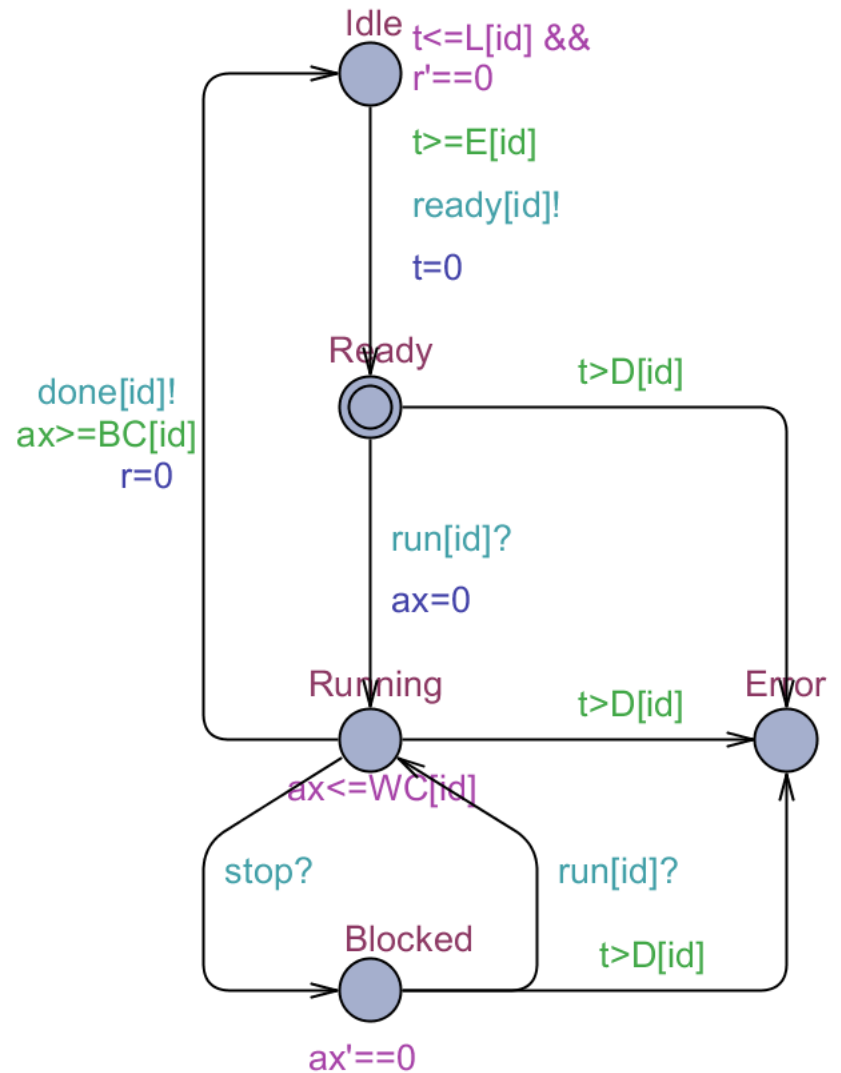 Idle
t<=L[id] &&
r'==0
t>=E[id]
ready[id]!
t=0
Ready
t>D[id]
done[id]!
ax>=BC[id]
r=0
run[id]?
ax=0
Running
t>D[id]
Error
ax<=WC[id]
stop?
run[id]?
Blocked
t>D[id]
ax'==0